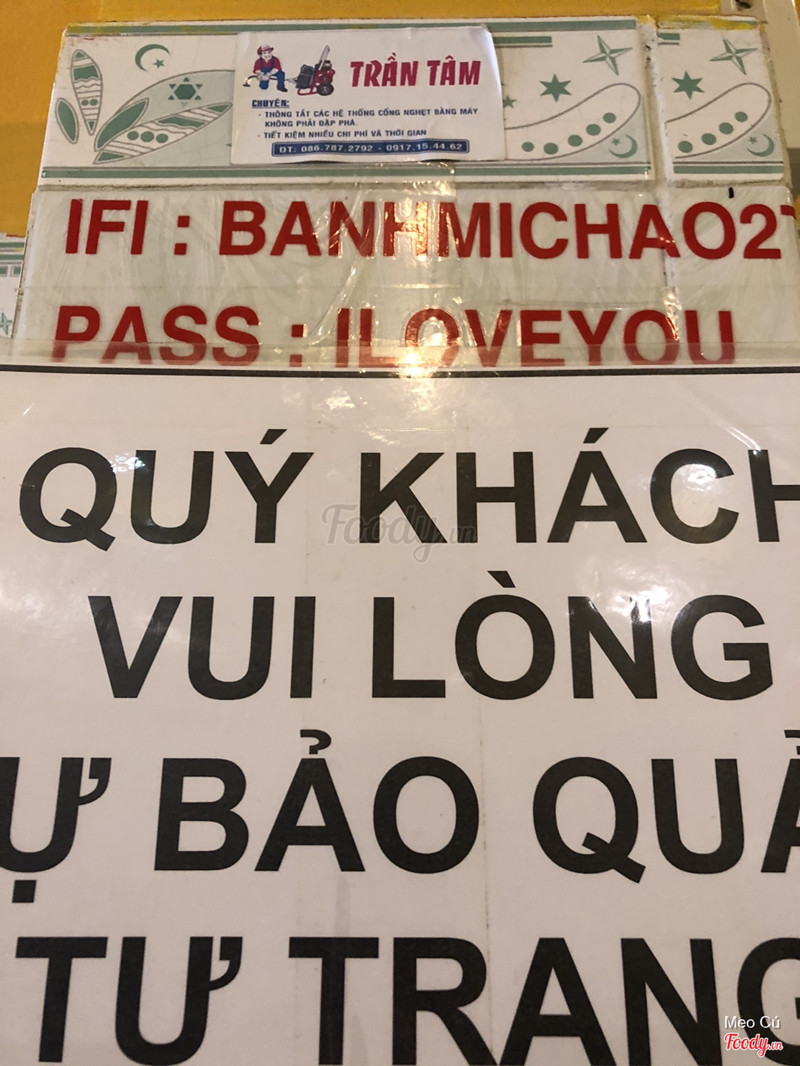 TRẦN TÂM
CHUYÊN:
- THÔNG TẮT CÁC HỆ THỐNG CỐNG NGHẸT BẰNG MÁY
KHÔNG PHẢI ĐẬP PHÁ.
- TIẾT KIỆM NHIỀU CHI PHÍ VÀ THỜI GIAN
ĐT: 086.787.2792 - 0917.15.44.62
IFI : BANHMICHAO2
PASS : ILOVEYOU
QUÝ KHÁCH
VUI LÒNG
Ự BẢO QUẢ
TƯ TRANG
Foody.vn
Meo Cú
Foody.vn